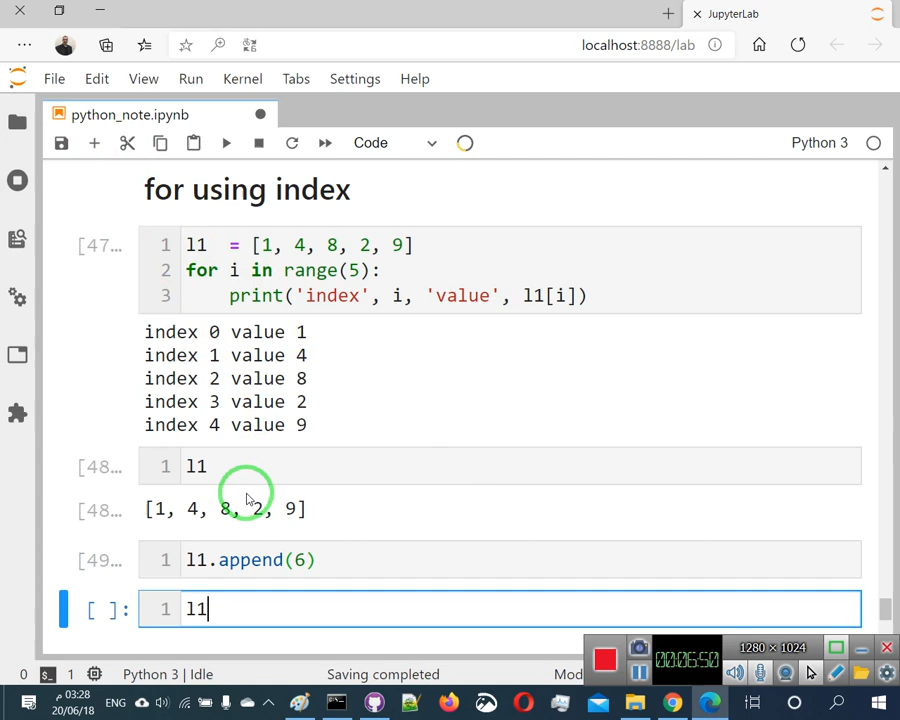 JupyterLab
localhost:8888/lab
File Edit View Run Kernel Tabs Settings Help
python_note.ipynb
Code
Python 3
for using index
[47…
1 l1  = [1, 4, 8, 2, 9]
2 for i in range(5):
3     print('index', i, 'value', l1[i])
index 0 value 1
index 1 value 4
index 2 value 8
index 3 value 2
index 4 value 9
[48…
1 l1
[48…
[1, 4, 8, 2, 9]
[49…
1 l1.append(6)
[ ]:
1 l1
1280 × 1024
00:06:50
0 1 Python 3 | Idle Saving completed Mod
ENG
03:28 م
20/06/18